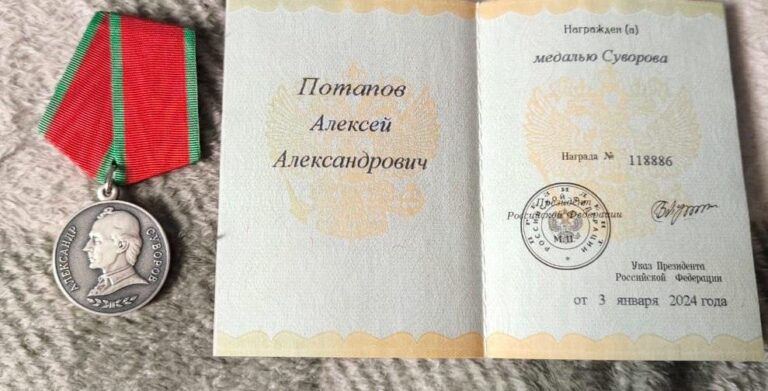 АЛЕКСАНДР СУВОРОВ
Потапов
Алексей
Александрович
Награжден (а)
медалью Суворова
Награда № 118886
Президент
Российской Федерации
М.П.
Указ Президента
Российской Федерации
от 3 января 2024 года